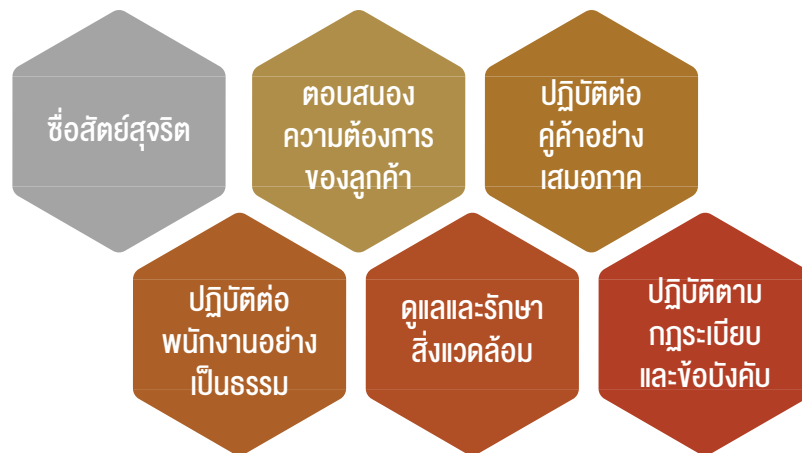 ซื่อสัตย์สุจริต
ตอบสนอง
ความต้องการ
ของลูกค้า
ปฏิบัติต่อ
คู่ค้าอย่าง
เสมอภาค
ปฏิบัติต่อ
พนักงานอย่าง
เป็นธรรม
ดูแลและรักษา
สิ่งแวดล้อม
ปฏิบัติตาม
กฎระเบียบ
และข้อบังคับ